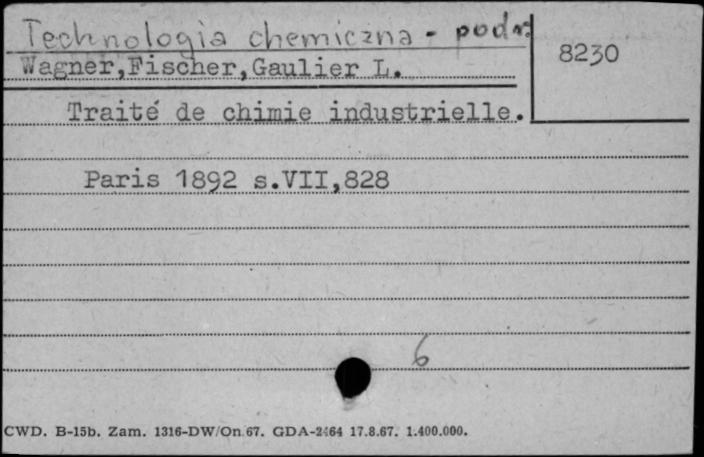 Technologia chemiczna - podr.
8230
Wagner,Fischer,Gaulier L.
Traité de chimie industrielle.
Paris 1892 s.VII,828
6
CWD. B-15b. Zam. 1316-DW/On 67. GDA-2464 17.8.67. 1.400.000.